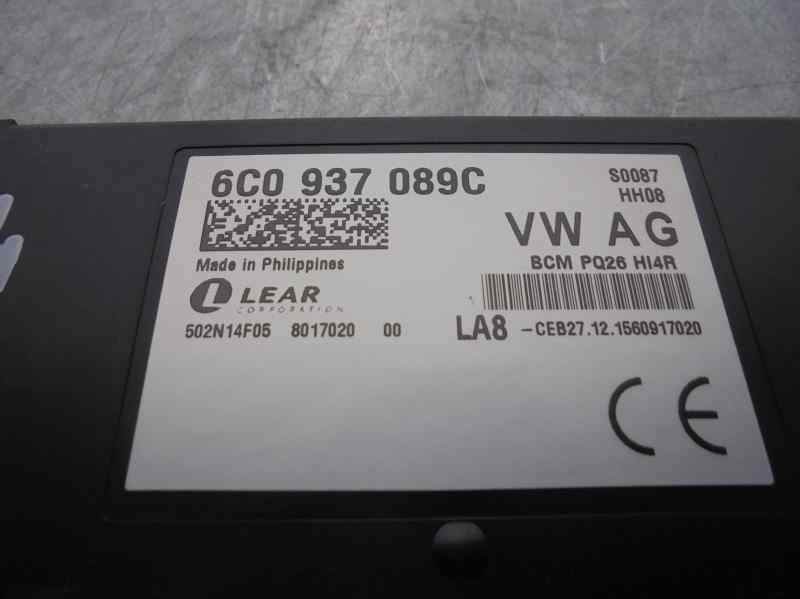 6C0 937 089C
S0087
HH08
VW AG
BCM PQ26 HI4R
Made in Philippines
LEAR
CORPORATION
502N14F05 8017020 00
LA8 -CEB27.12.1560917020
CE